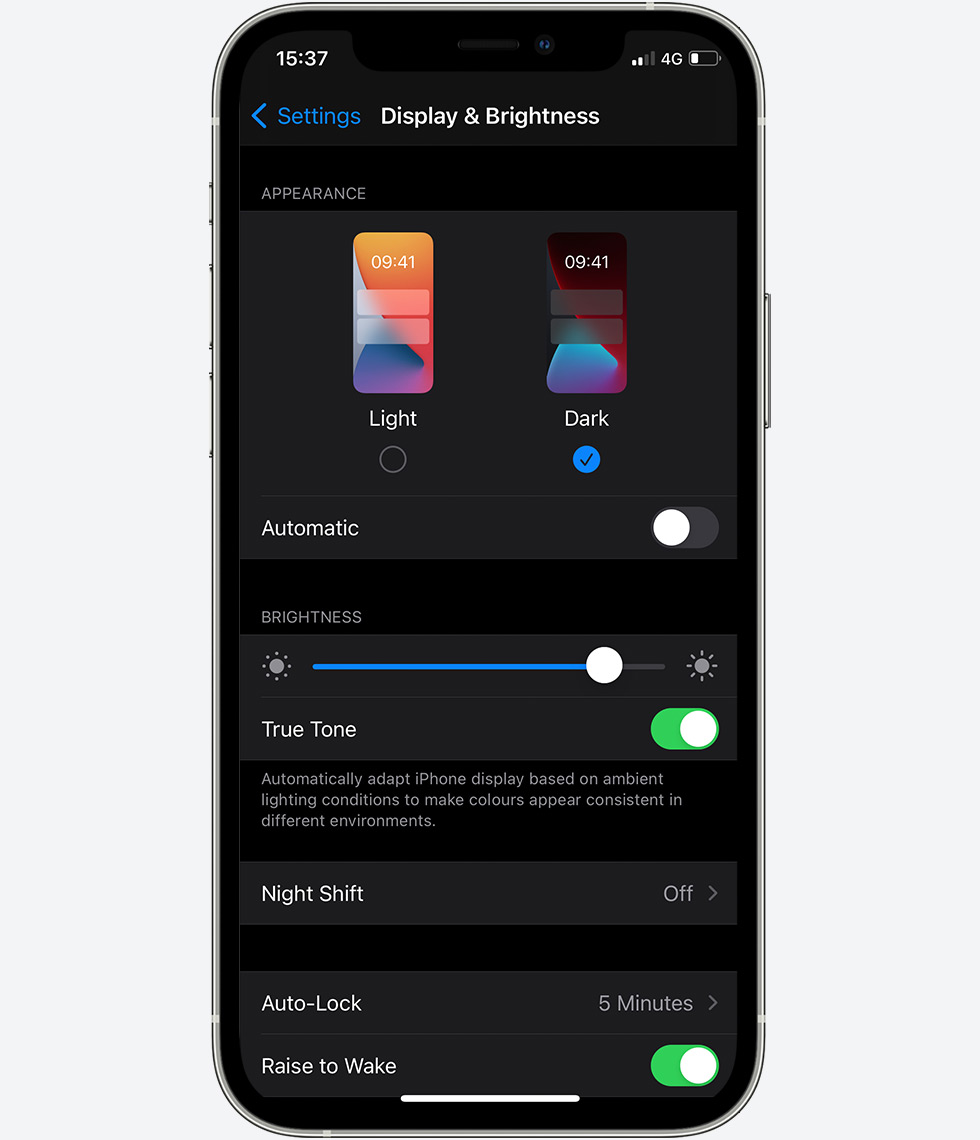 15:37
4G
Settings
Display & Brightness
APPEARANCE
09:41
09:41
Light
Dark
Automatic
BRIGHTNESS
True Tone
Automatically adapt iPhone display based on ambient
lighting conditions to make colours appear consistent in
different environments.
Night Shift
Off
Auto-Lock
5 Minutes
Raise to Wake